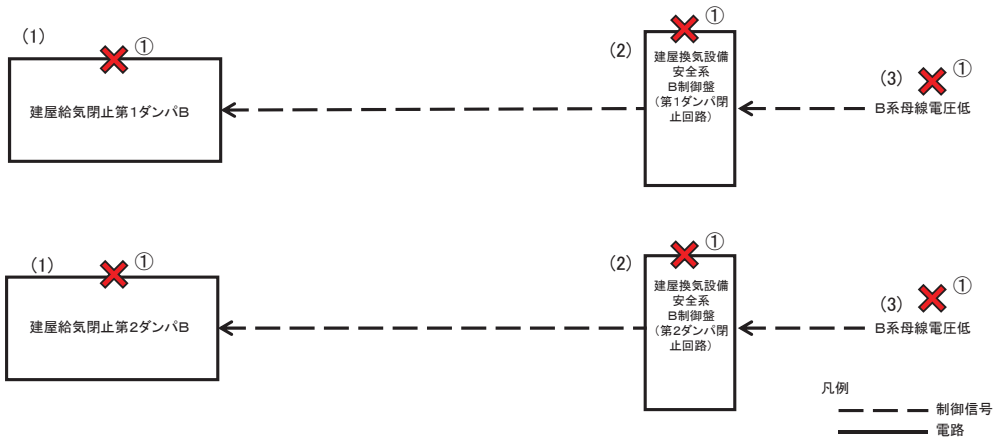 (1)
①
建屋給気閉止第1ダンパB
(2)
①
建屋換気設備
安全系
B制御盤
(第1ダンパ閉
止回路)
(3)
①
B系母線電圧低
(1)
①
建屋給気閉止第2ダンパB
(2)
①
建屋換気設備
安全系
B制御盤
(第2ダンパ閉
止回路)
(3)
①
B系母線電圧低
凡例
制御信号
電路